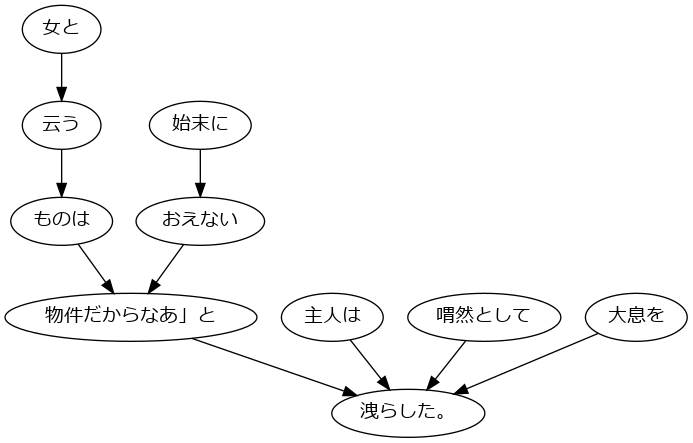 女と
云う
始末に
ものは
おえない
物件だからなあ」と
主人は
喟然として
大息を
洩らした。